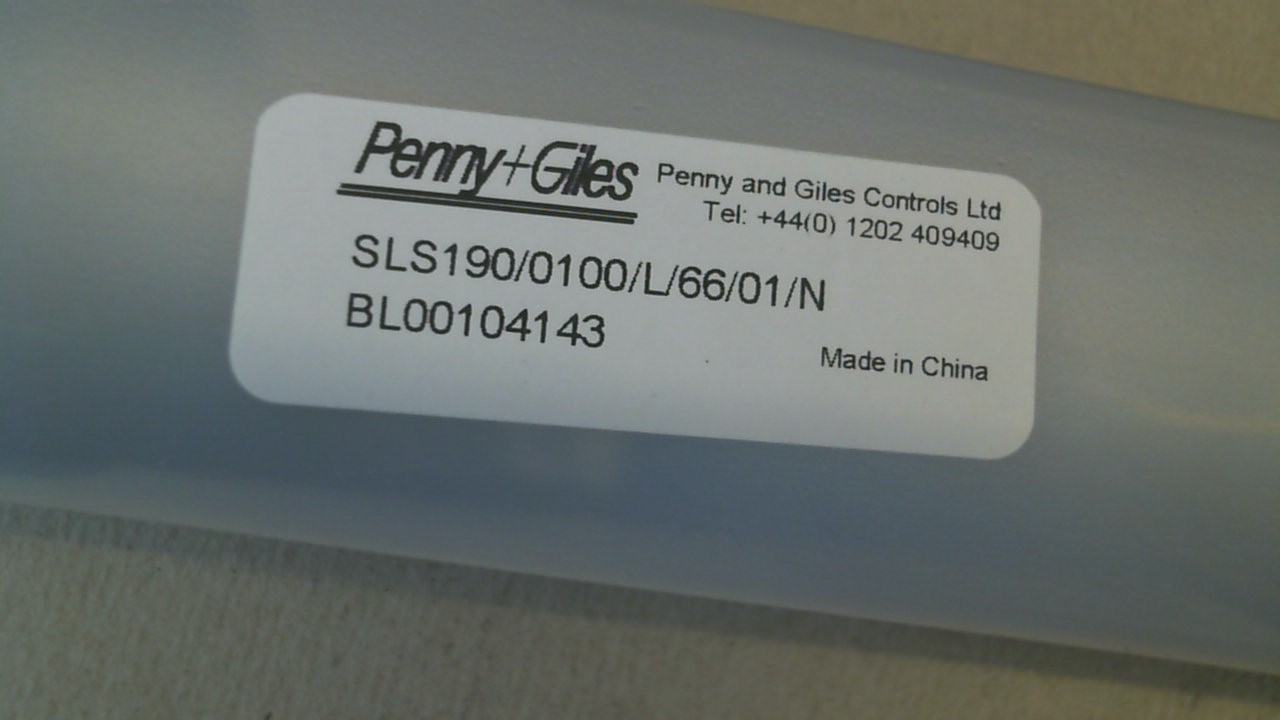 Penny+Giles
Penny and Giles Controls Ltd
Tel: +44(0) 1202 409409
SLS190/0100/L/66/01/N
BL00104143
Made in China